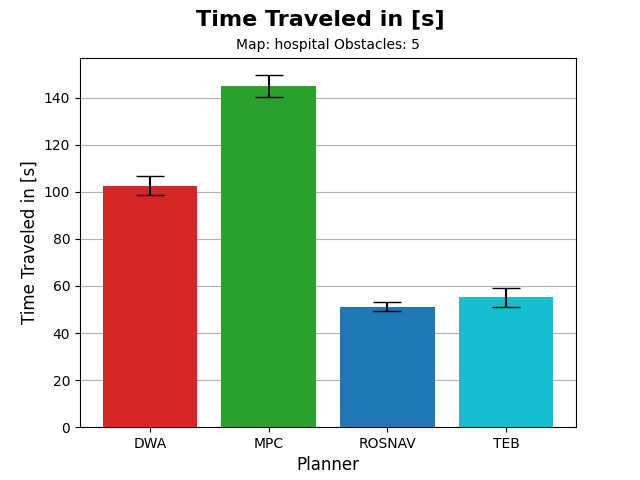 Time Traveled in [s]
Map: hospital Obstacles: 5
Time Traveled in [s]
140
120
100
80
60
40
20
0
DWA MPC ROSNAV TEB
Planner